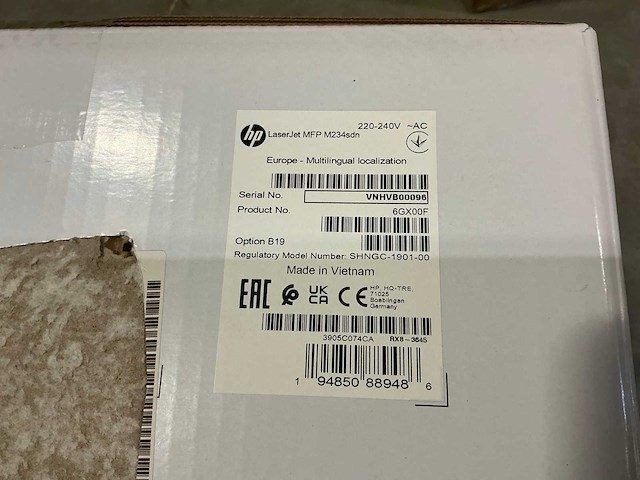 220-240V ~AC
hp LaserJet MFP M234sdn
Europe - Multilingual localization
Serial No. VNHVB00096
Product No. 6GX00F
Option B19
Regulatory Model Number: SHNGC-1901-00
Made in Vietnam
EAC UK CA CE HP, HQ-TRE,
71025
Boeblingen
Germany
3905C074CA RX8-3645
1 94850 88948 6